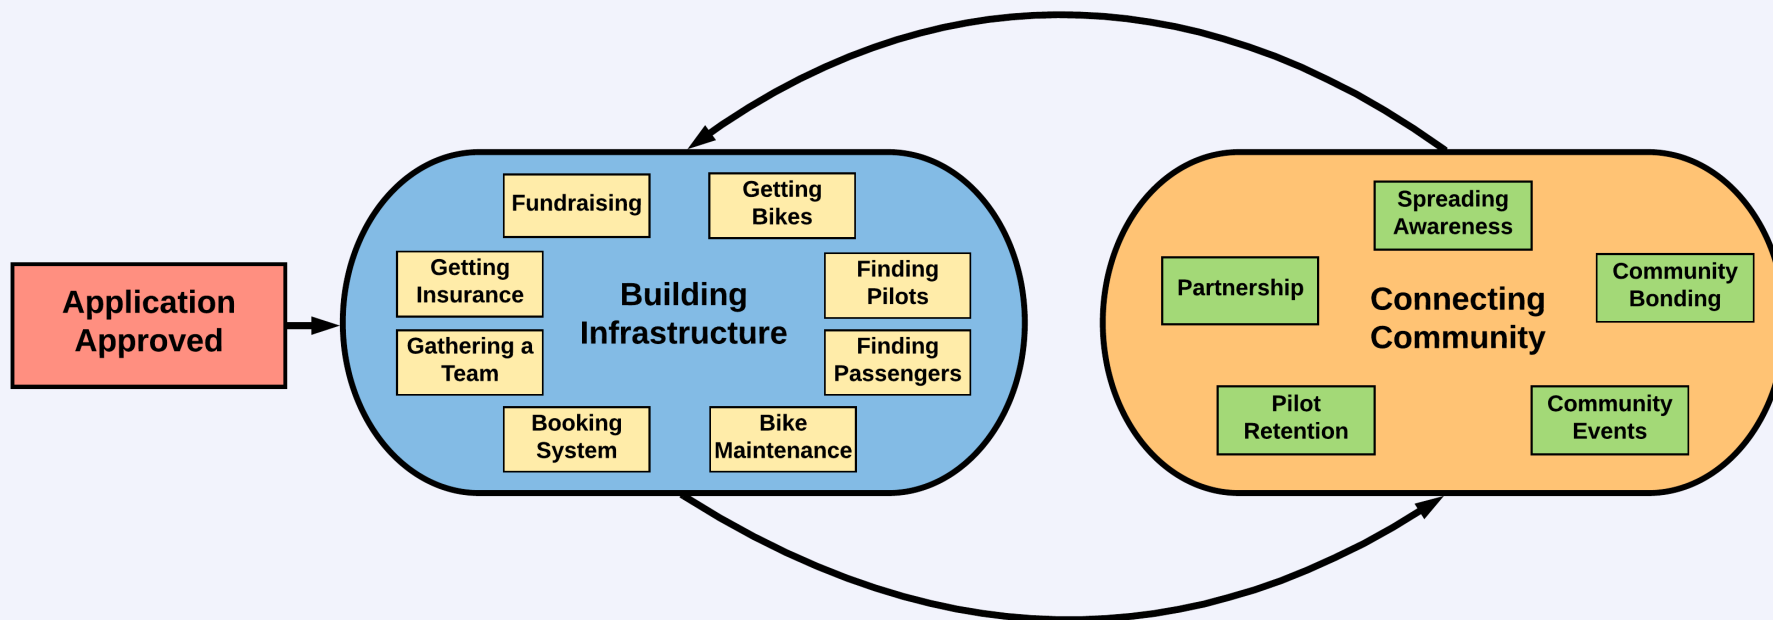 Application
Approved
Building
Infrastructure
Fundraising
Getting
Bikes
Getting
Insurance
Finding
Pilots
Gathering a
Team
Finding
Passengers
Booking
System
Bike
Maintenance
Connecting
Community
Spreading
Awareness
Partnership
Community
Bonding
Pilot
Retention
Community
Events